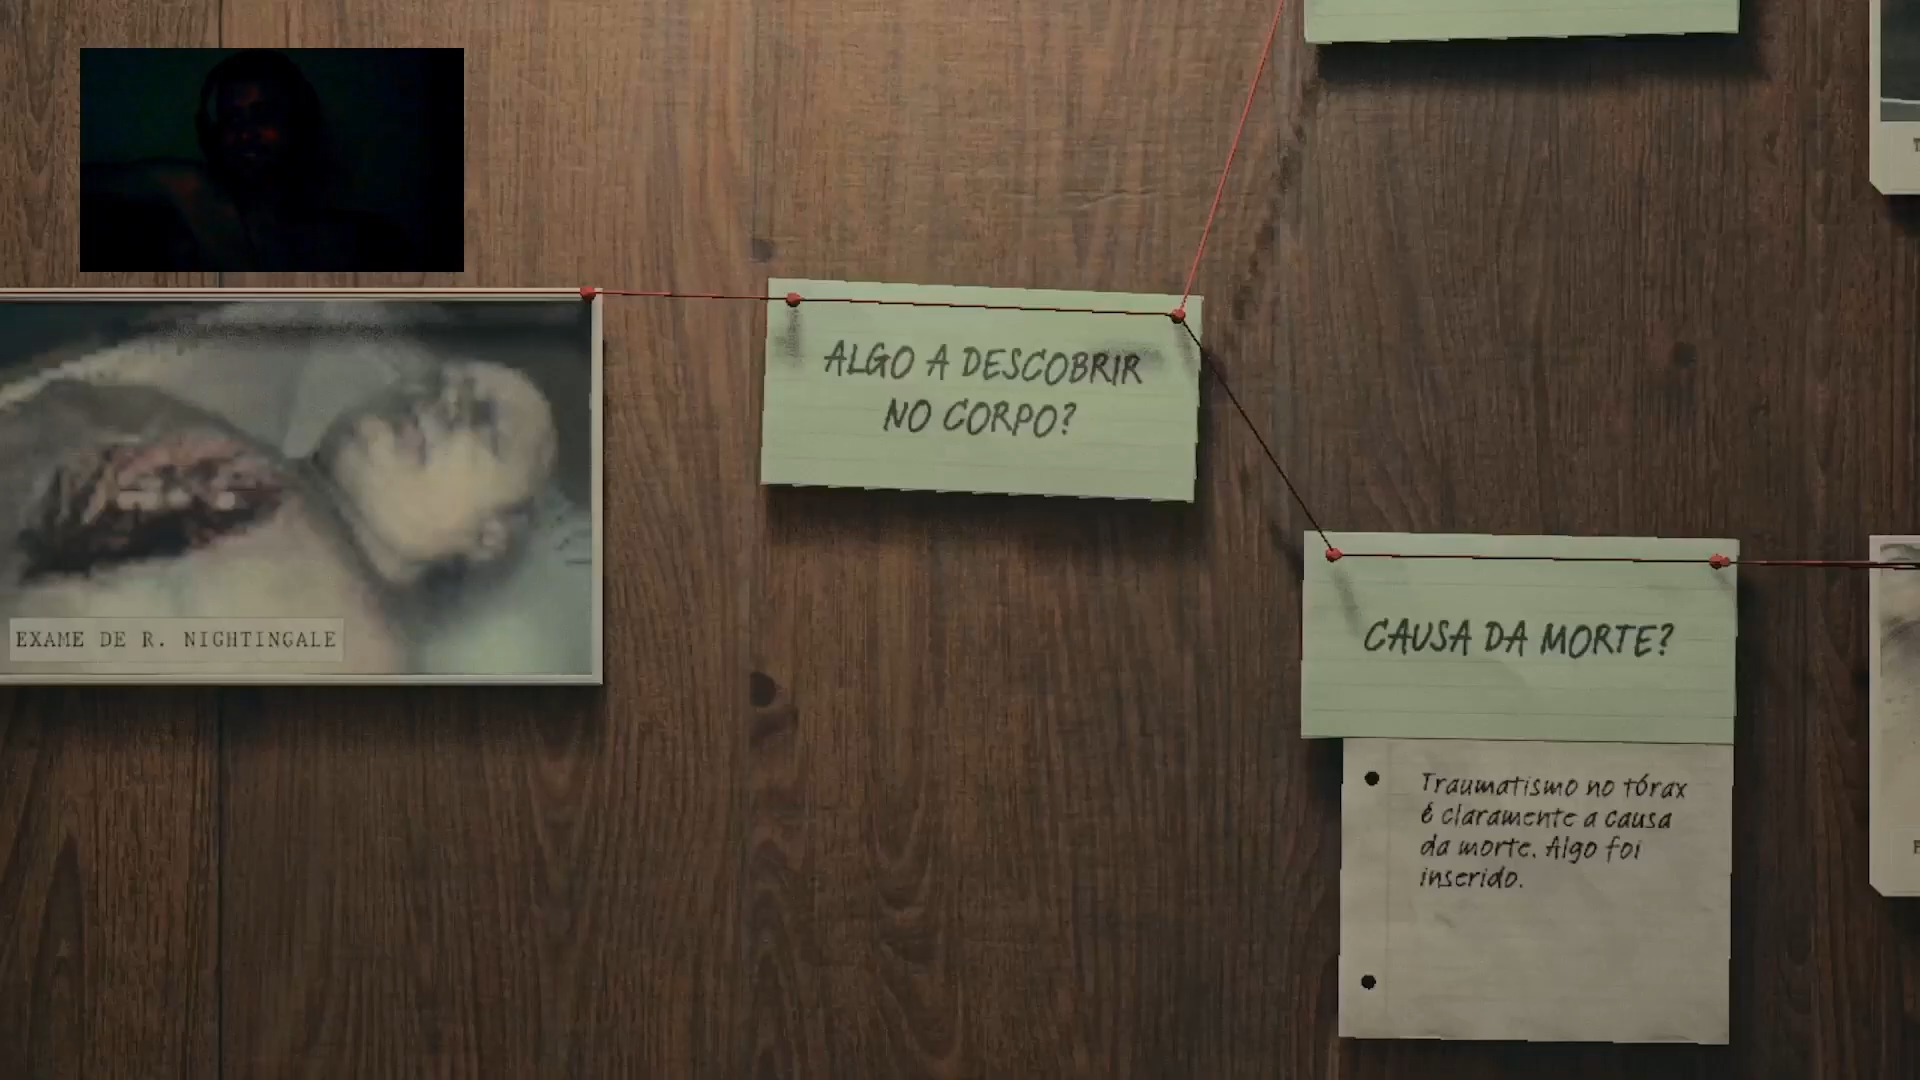 ALGO A DESCOBRIR
NO CORPO?
EXAME DE R. NIGHTINGALE
CAUSA DA MORTE?
Traumatismo no tórax
é claramente a causa
da morte. Algo foi
inserido.